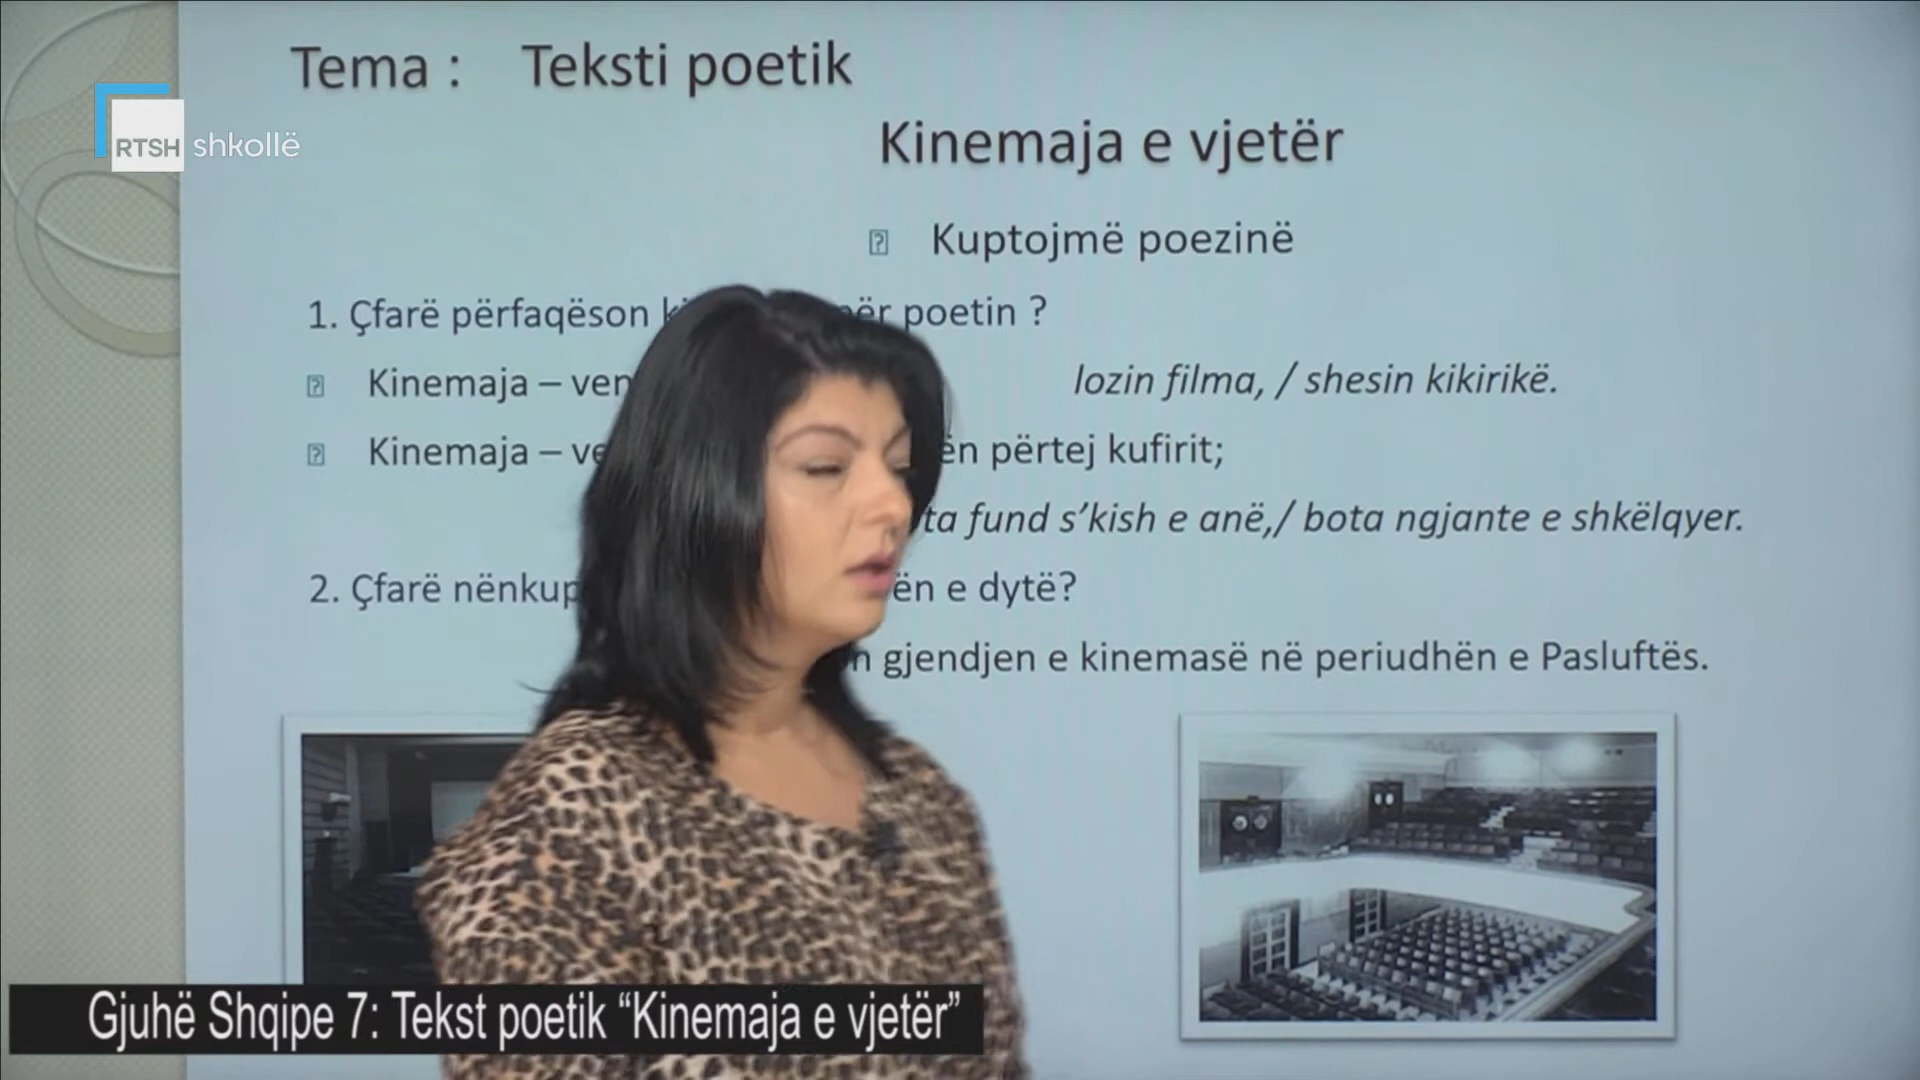 Tema : Teksti poetik
RTSH shkollë
Kinemaja e vjetër
Kuptojmë poezinë
1. Çfarë përfaqëson poetin ?
Kinemaja – lozin filma, / shesin kikirikë.
Kinemaja – përtej kufirit;
fund s’kish e anë,/ bota ngjante e shkëlqyer.
2. Çfarë e dytë?
gjendjen e kinemasë në periudhën e Pasluftës.
Gjuhë Shqipe 7: Tekst poetik “Kinemaja e vjetër”